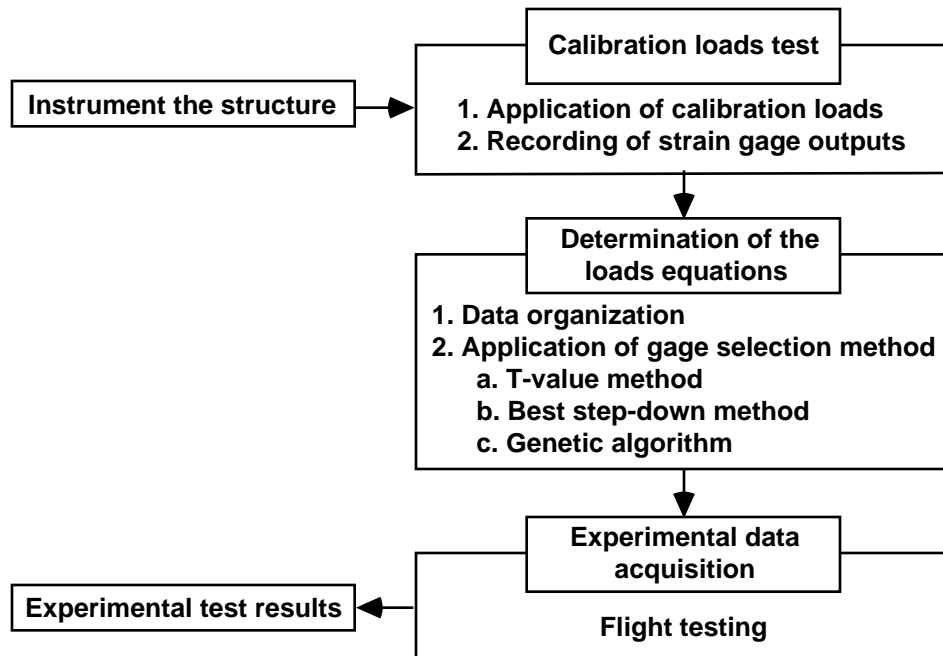 Calibration loads test
Instrument the structure
1. Application of calibration loads
2. Recording of strain gage outputs
Determination of the
loads equations
1. Data organization
2. Application of gage selection method
a. T-value method
b. Best step-down method
c. Genetic algorithm
Experimental data
acquisition
Experimental test results
Flight testing